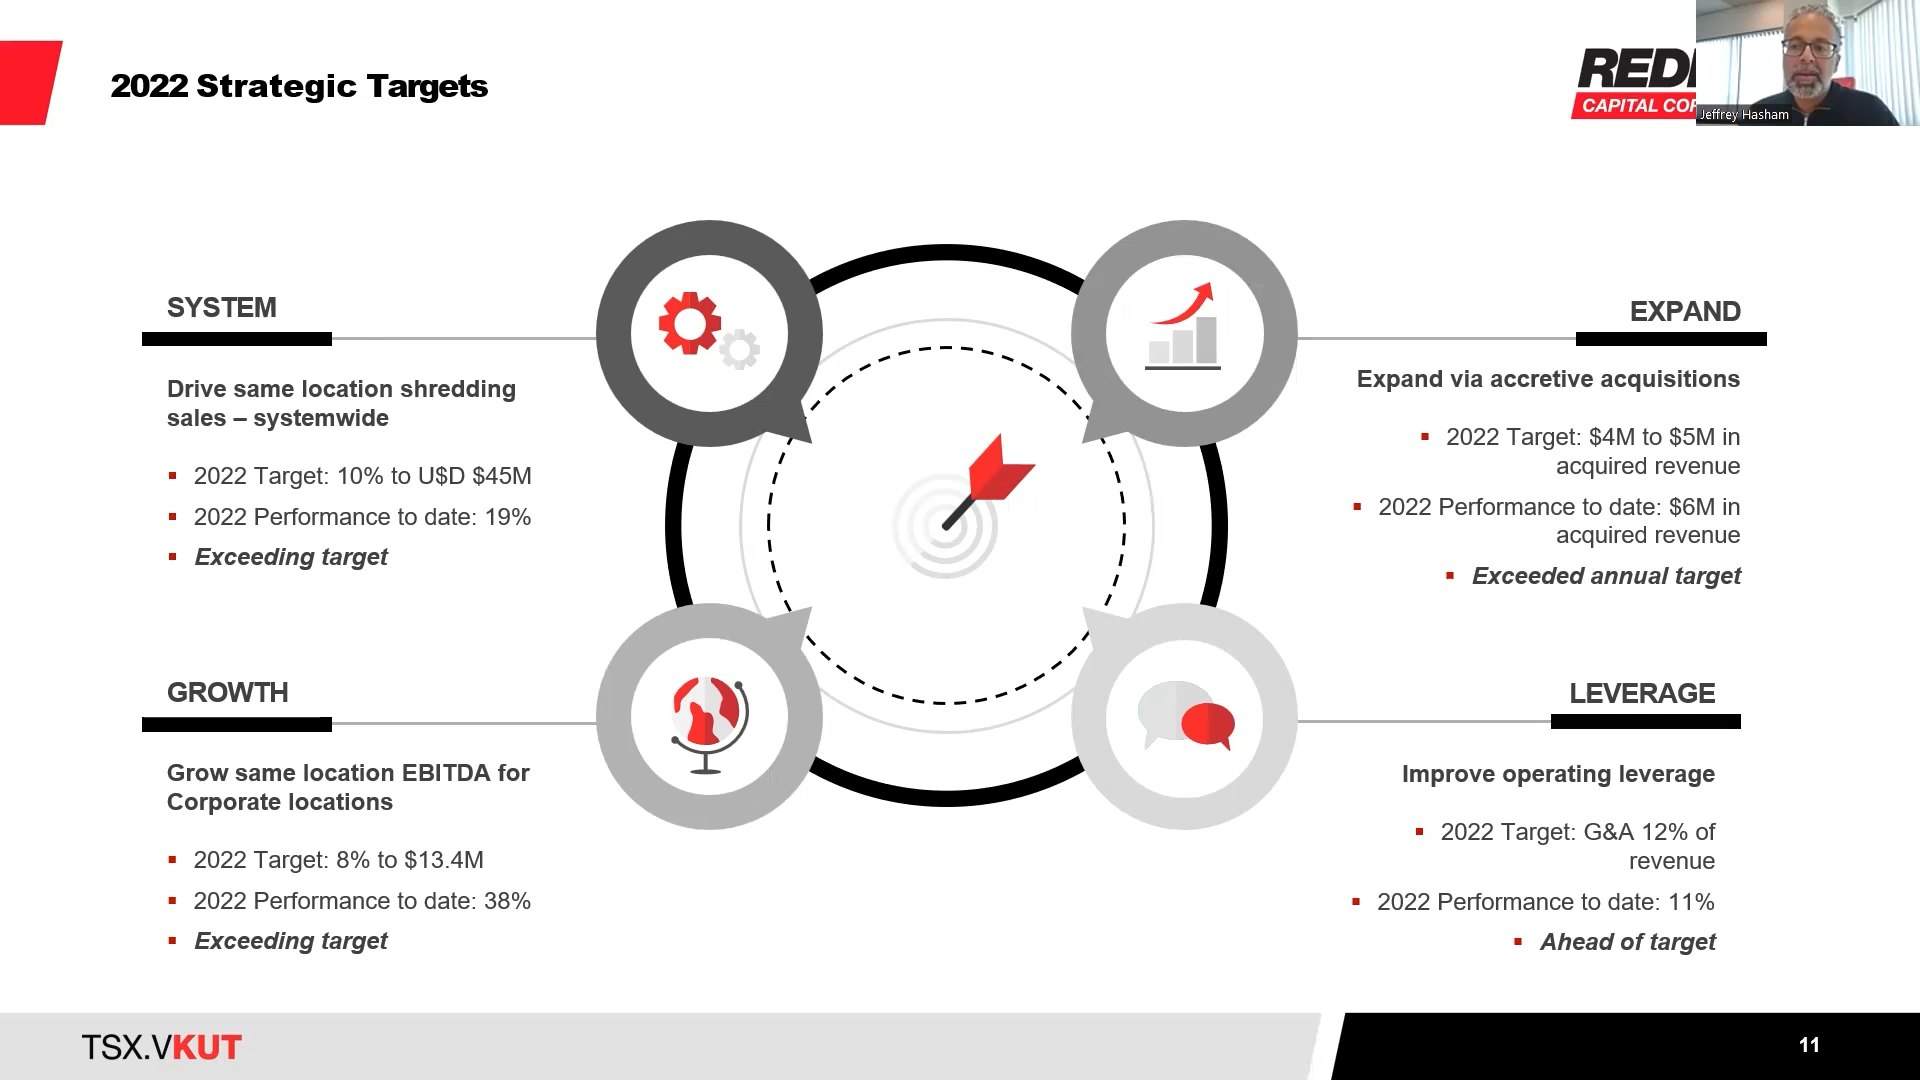 2022 Strategic Targets
CAPITAL
Jeffrey Hasham
SYSTEM
Drive same location shredding
sales – systemwide
2022 Target: 10% to U$D $45M
2022 Performance to date: 19%
Exceeding target
EXPAND
Expand via accretive acquisitions
2022 Target: $4M to $5M in
acquired revenue
2022 Performance to date: $6M in
acquired revenue
Exceeded annual target
GROWTH
Grow same location EBITDA for
Corporate locations
2022 Target: 8% to $13.4M
2022 Performance to date: 38%
Exceeding target
LEVERAGE
Improve operating leverage
2022 Target: G&A 12% of
revenue
2022 Performance to date: 11%
Ahead of target
TSX.VKUT
11